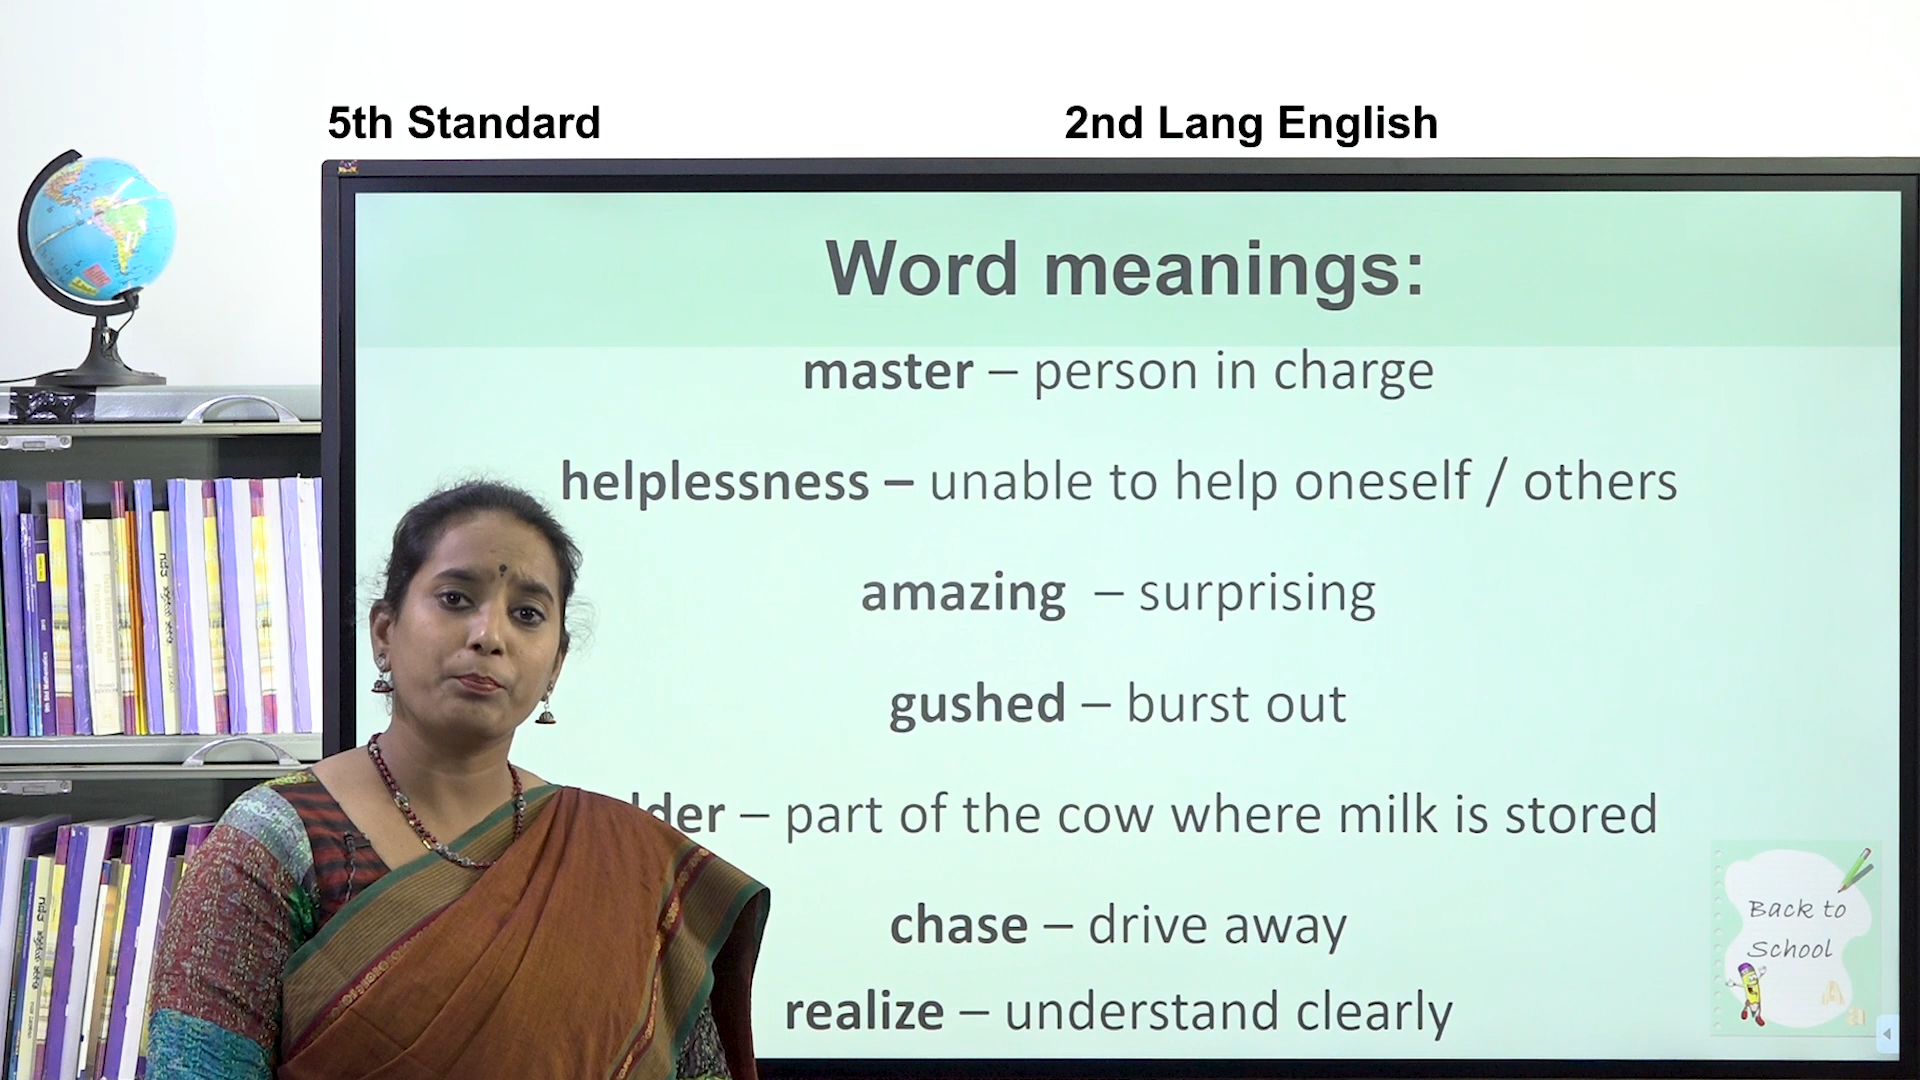 5th Standard
2nd Lang English
Word meanings:
master – person in charge
helplessness – unable to help oneself / others
amazing – surprising
gushed – burst out
dder – part of the cow where milk is stored
chase – drive away
realize – understand clearly
Back to
School